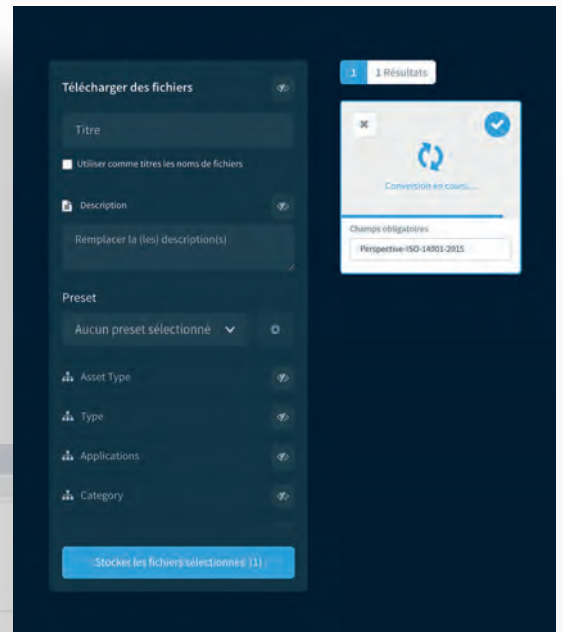 Télécharger des fichiers
Titre
Utiliser comme titres les noms de fichiers
Description
Remplacer la (les) description(s)
Preset
Aucun preset sélectionné
Asset Type
Type
Applications
Category
Stocker les fichiers sélectionnés (1)
1 1 Résultats
Conversion en cours...
Champs obligatoires
Perspective-ISO-14001-2015